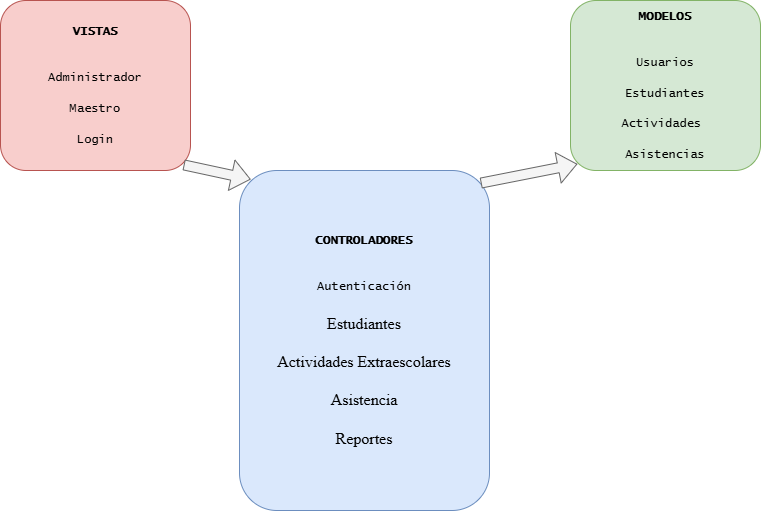 VISTAS
Administrador
Maestro
Login
MODELOS
Usuarios
Estudiantes
Actividades
Asistencias
CONTROLADORES
Autenticación
Estudiantes
Actividades Extraescolares
Asistencia
Reportes